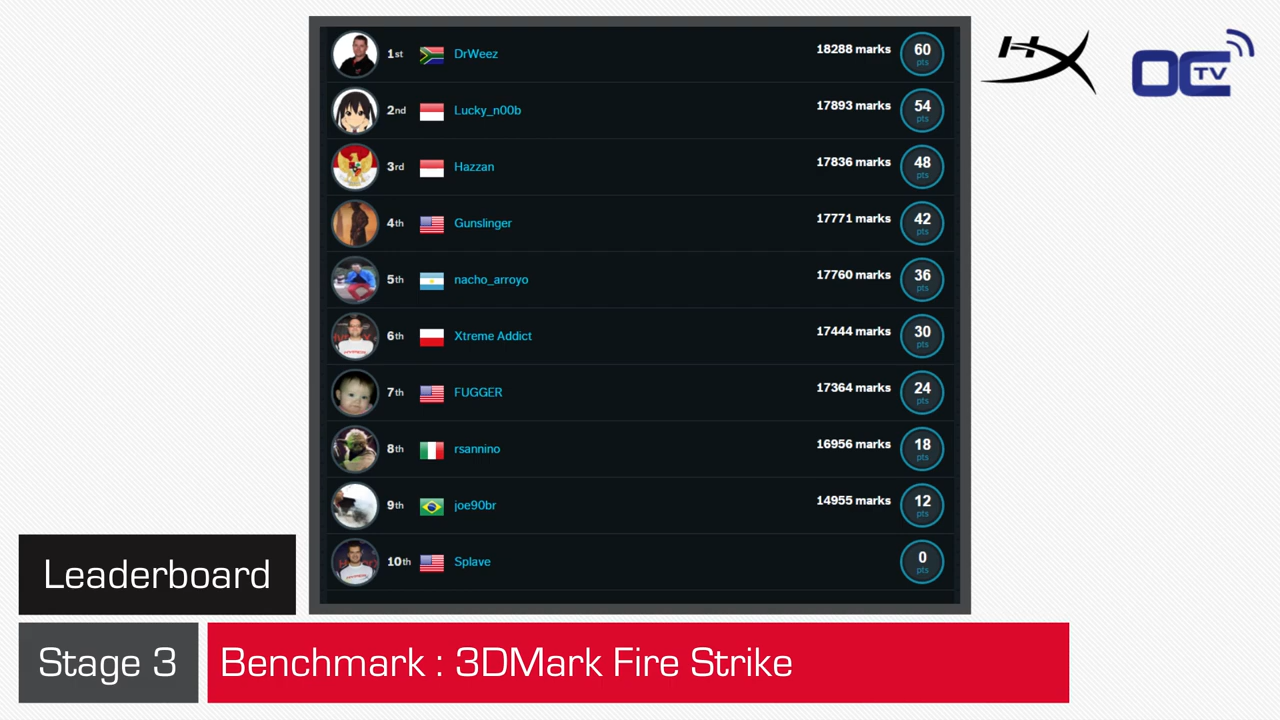 1st DrWeez 18288 marks 60 pts
2nd Lucky_n00b 17893 marks 54 pts
3rd Hazzan 17836 marks 48 pts
4th Gunslinger 17771 marks 42 pts
5th nacho_arroyo 17760 marks 36 pts
6th Xtreme Addict 17444 marks 30 pts
7th FUGGER 17364 marks 24 pts
8th rsannino 16956 marks 18 pts
9th joe90br 14955 marks 12 pts
10th Splave 0 pts
HX
OC TV
Leaderboard
Stage 3
Benchmark : 3DMark Fire Strike